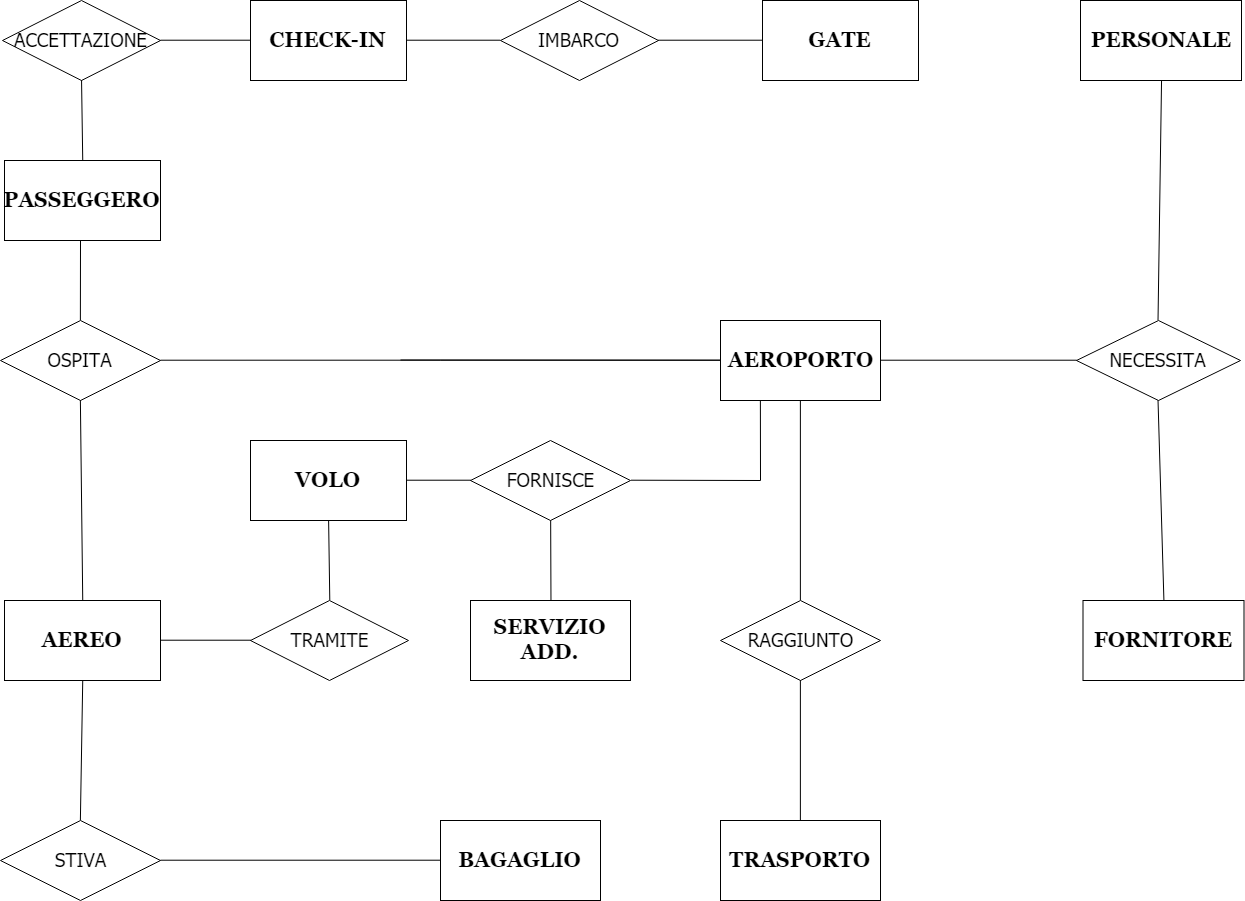 ACCETTAZIONE
CHECK-IN
IMBARCO
GATE
PERSONALE
PASSEGGERO
OSPITA
AEROPORTO
NECESSITA
VOLO
FORNISCE
AEREO
TRAMITE
SERVIZIO
ADD.
RAGGIUNTO
FORNITORE
STIVA
BAGAGLIO
TRASPORTO